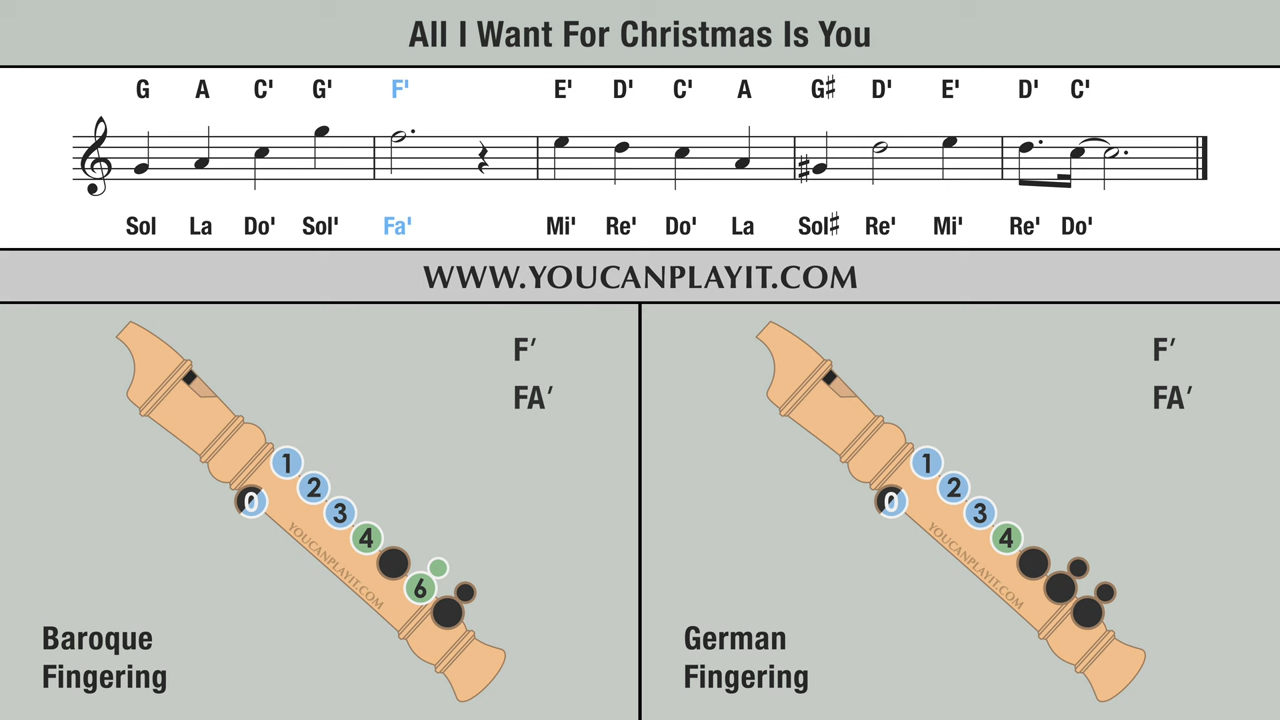 All I Want For Christmas Is You
G A C' G' F' E' D' C' A G♯ D' E' D' C'
Sol La Do' Sol' Fa' Mi' Re' Do' La Sol♯ Re' Mi' Re' Do'
WWW.YOUCANPLAYIT.COM
F′
FA′
1
2
0
3
4
6
YOUCANPLAYIT.COM
Baroque
Fingering
F′
FA′
1
2
0
3
4
YOUCANPLAYIT.COM
German
Fingering